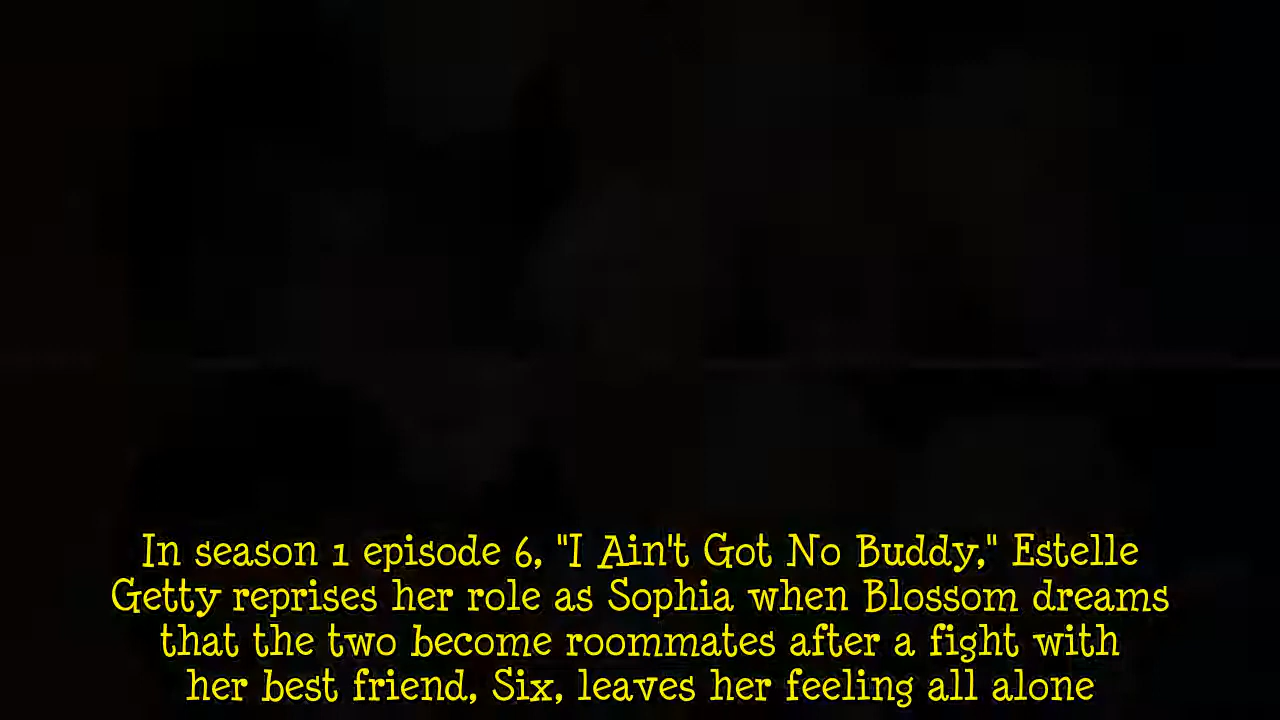 In season 1 episode 6, "I Ain't Got No Buddy," Estelle
Getty reprises her role as Sophia when Blossom dreams
that the two become roommates after a fight with
her best friend, Six, leaves her feeling all alone